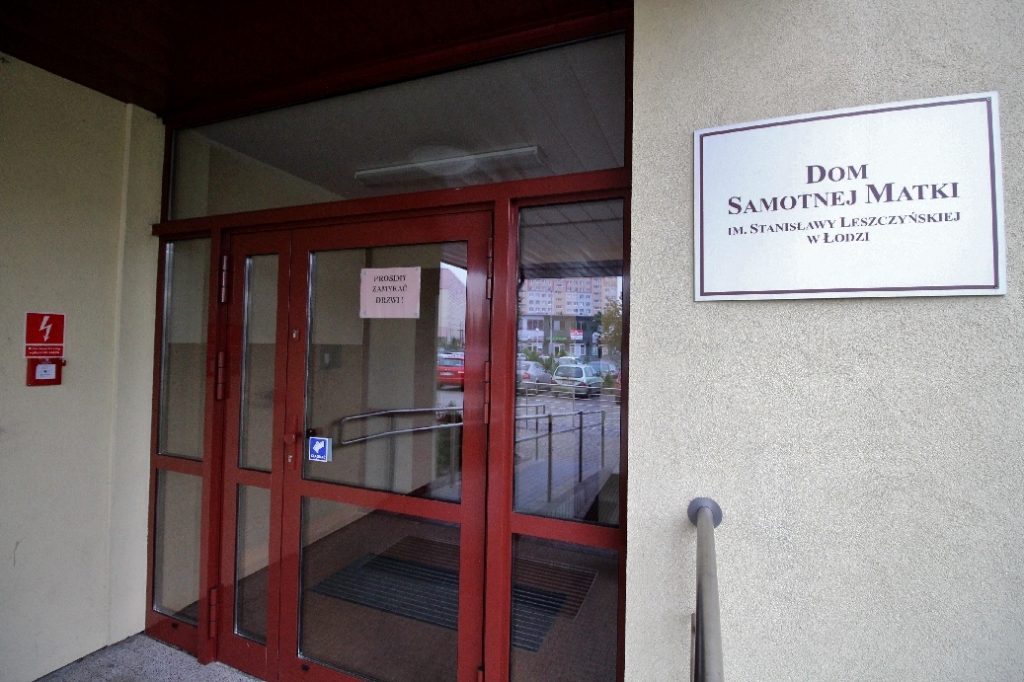 DOM
SAMOTNEJ MATKI
IM. STANISŁAWY LESZCZYŃSKIEJ
W ŁODZI
PROSIMY
ZAMYKAĆ
DRZWI!